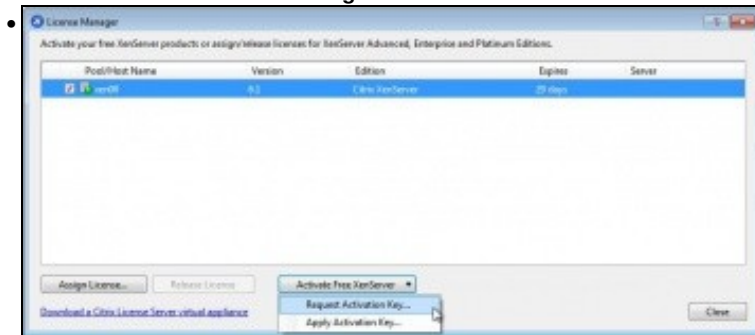 License Manager
Activate your free XenServer products or assign/release licenses for XenServer Advanced, Enterprise and Platinum Editions.
Pool/Host Name Version Edition Expires Server
6.1 Citrix XenServer 29 days
Assign License... Release License Activate Free XenServer
Request Activation Key...
Download a Citrix License Server virtual appliance Close
Apply Activation Key...